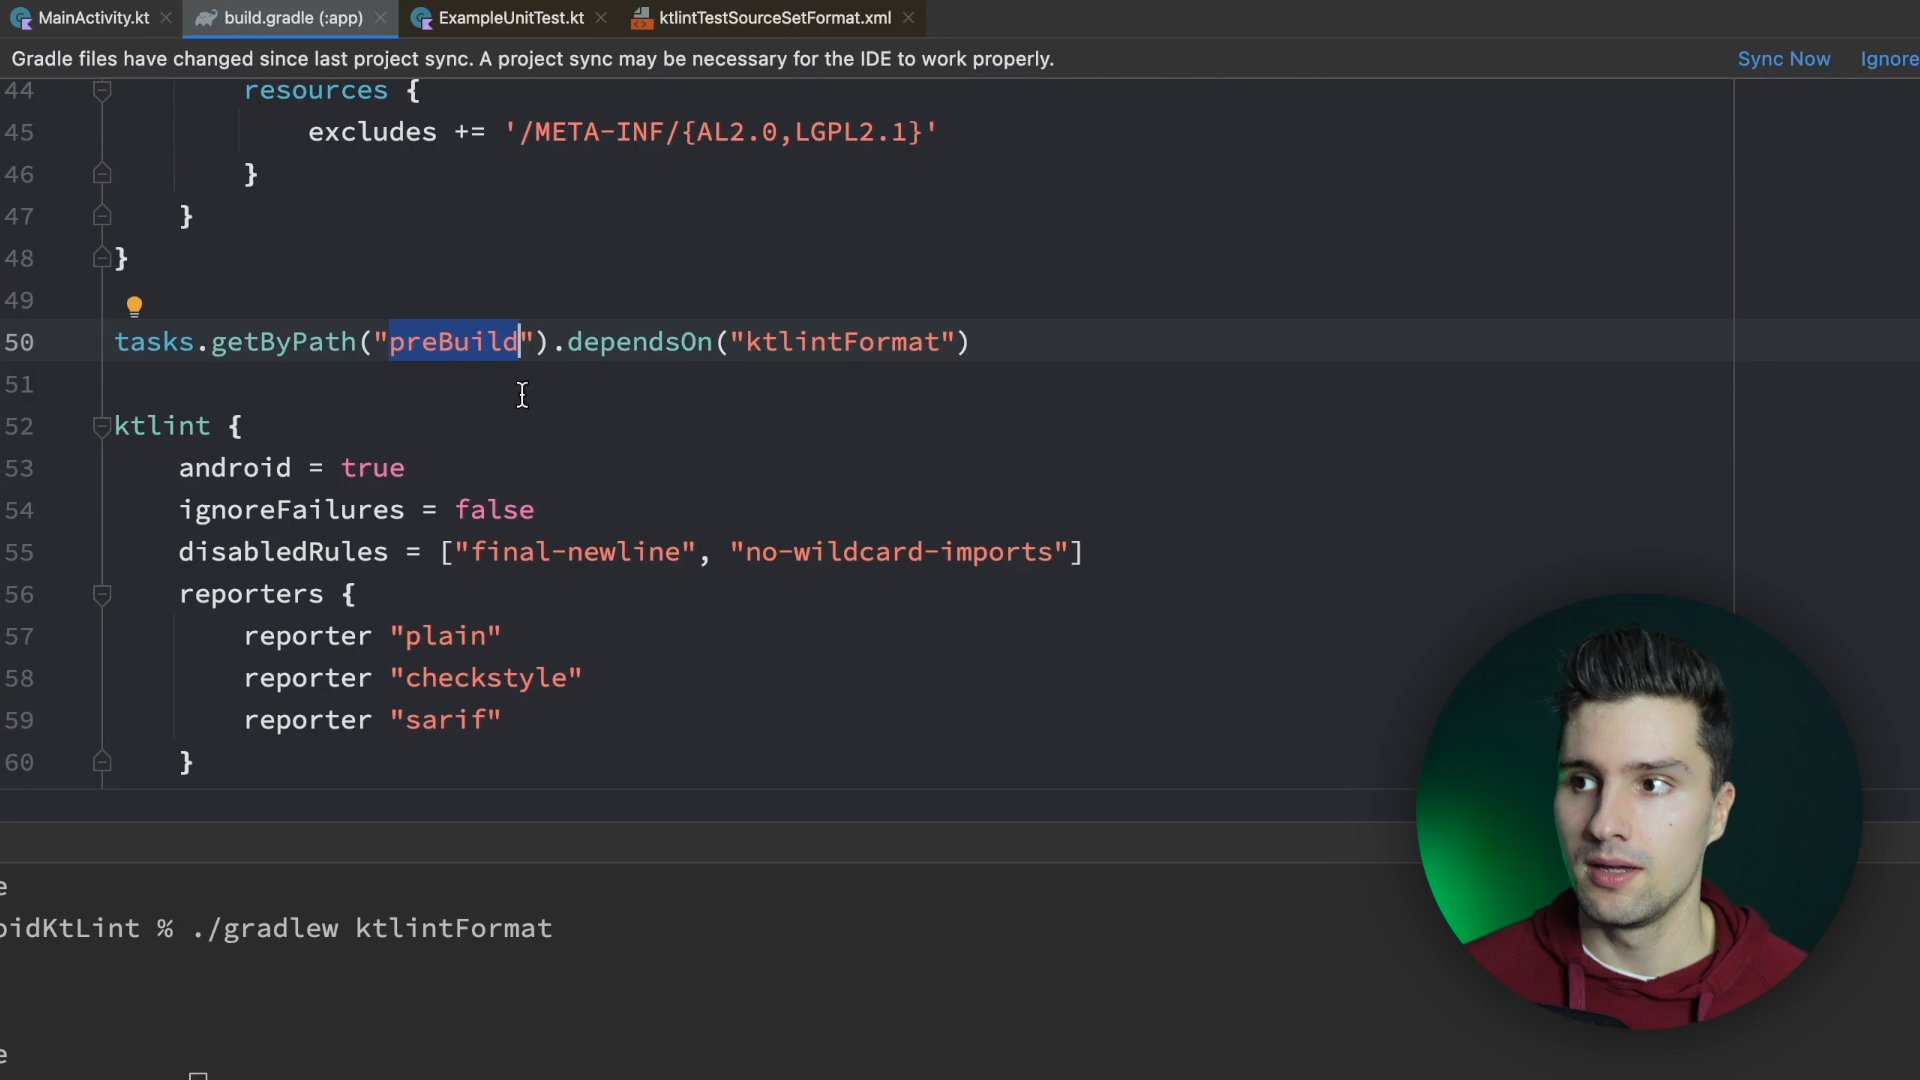 MainActivity.kt
build.gradle (:app)
ExampleUnitTest.kt
ktlintTestSourceSetFormat.xml
Gradle files have changed since last project sync. A project sync may be necessary for the IDE to work properly.
Sync Now
Ignore
44 resources {
45 excludes += '/META-INF/{AL2.0,LGPL2.1}'
46 }
47 }
48 }
49
50 tasks.getByPath("preBuild").dependsOn("ktlintFormat")
51
52 ktlint {
53 android = true
54 ignoreFailures = false
55 disabledRules = ["final-newline", "no-wildcard-imports"]
56 reporters {
57 reporter "plain"
58 reporter "checkstyle"
59 reporter "sarif"
60 }
e
oidKtLint % ./gradlew ktlintFormat
e